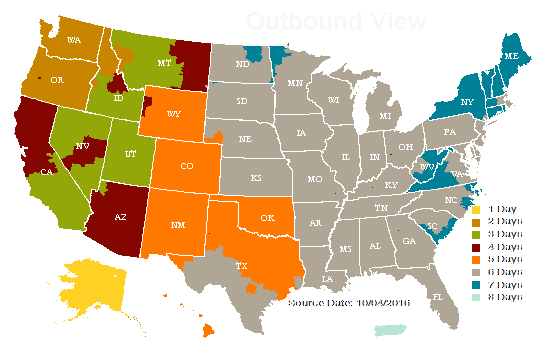 Outbound View
WA
ME
MT
ND
MN
OR
ID
SD
WI
NY
MI
WY
IA
PA
NE
NV
OH
IL
IN
UT
CO
WV
VA
CA
KS
MO
KY
NC
TN
AZ
OK
NM
AR
SC
MS
AL
GA
TX
LA
FL
1 Day
2 Days
3 Days
4 Days
5 Days
6 Days
7 Days
8 Days
Source Date: 10/04/2016